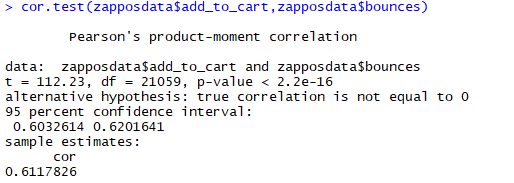 > cor.test(zapposdata$add_to_cart,zapposdata$bounces)
Pearson's product-moment correlation
data:  zapposdata$add_to_cart and zapposdata$bounces
t = 112.23, df = 21059, p-value < 2.2e-16
alternative hypothesis: true correlation is not equal to 0
95 percent confidence interval:
0.6032614 0.6201641
sample estimates:
cor
0.6117826